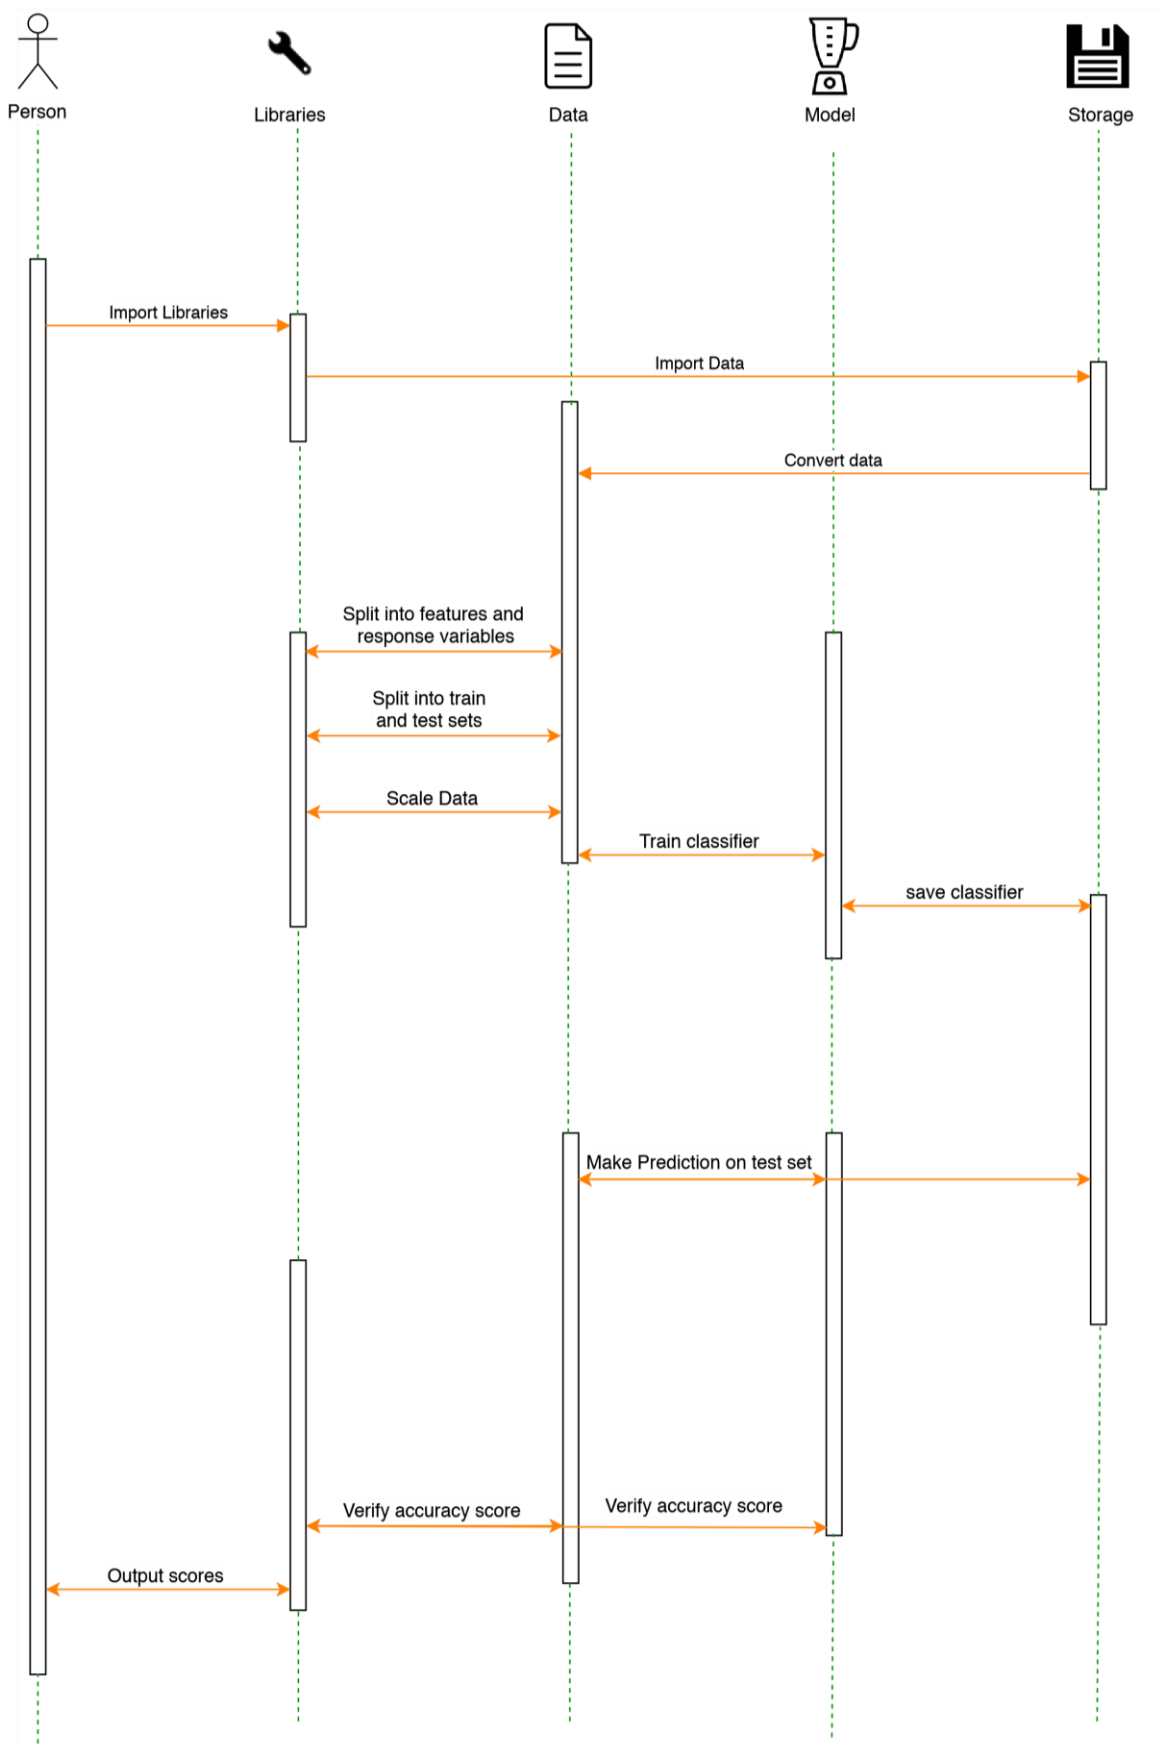 Person
Libraries
Data
Model
Storage
Import Libraries
Import Data
Convert data
Split into features and
response variables
Split into train
and test sets
Scale Data
Train classifier
save classifier
Make Prediction on test set
Verify accuracy score
Verify accuracy score
Output scores